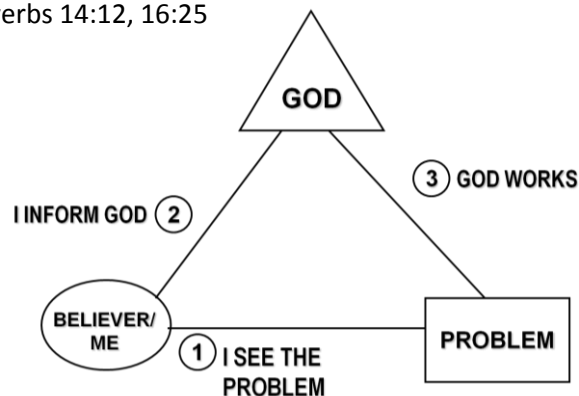 erbs 14:12, 16:25
GOD
3 GOD WORKS
I INFORM GOD 2
BELIEVER/
ME
PROBLEM
1 I SEE THE
PROBLEM